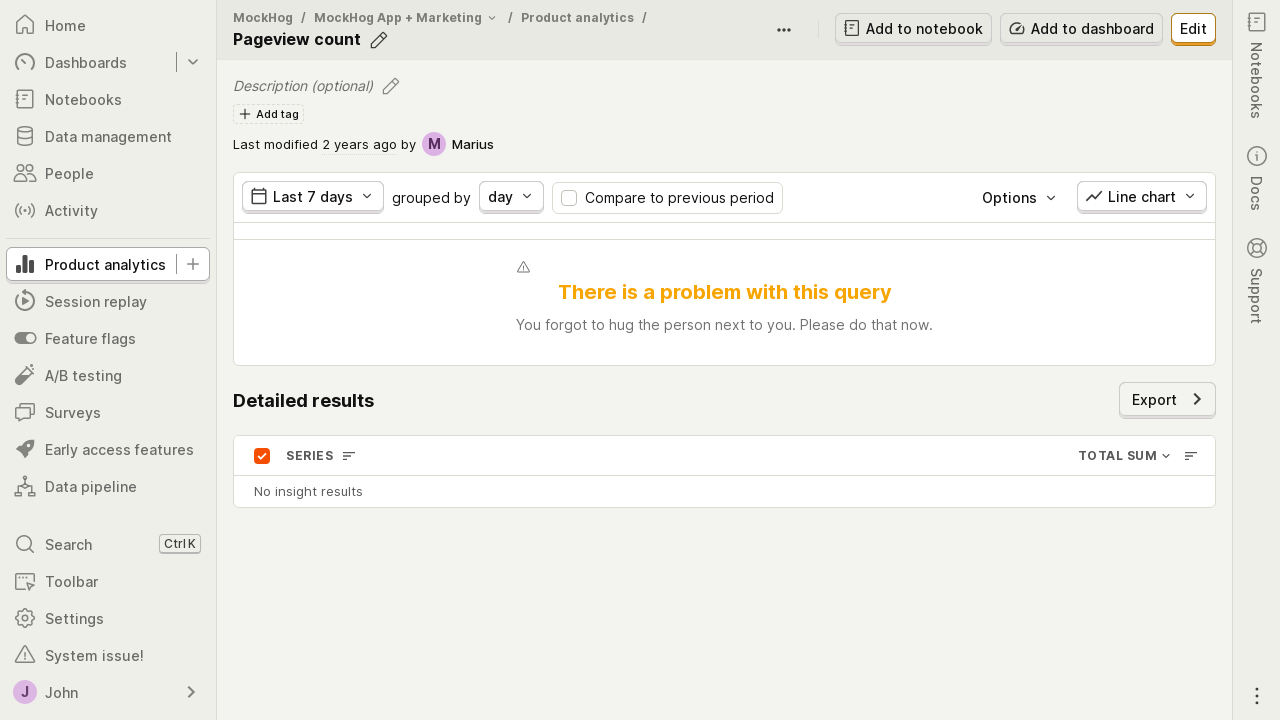 Home
Dashboards
Notebooks
Data management
People
Activity
Product analytics
Session replay
Feature flags
A/B testing
Surveys
Early access features
Data pipeline
Search Ctrl K
Toolbar
Settings
System issue!
J John
MockHog / MockHog App + Marketing / Product analytics /
Pageview count
Add to notebook
Add to dashboard
Edit
Description (optional)
Add tag
Last modified 2 years ago by M Marius
Last 7 days grouped by day Compare to previous period Options Line chart
There is a problem with this query
You forgot to hug the person next to you. Please do that now.
Detailed results
Export
SERIES TOTAL SUM
No insight results
Notebooks
Docs
Support